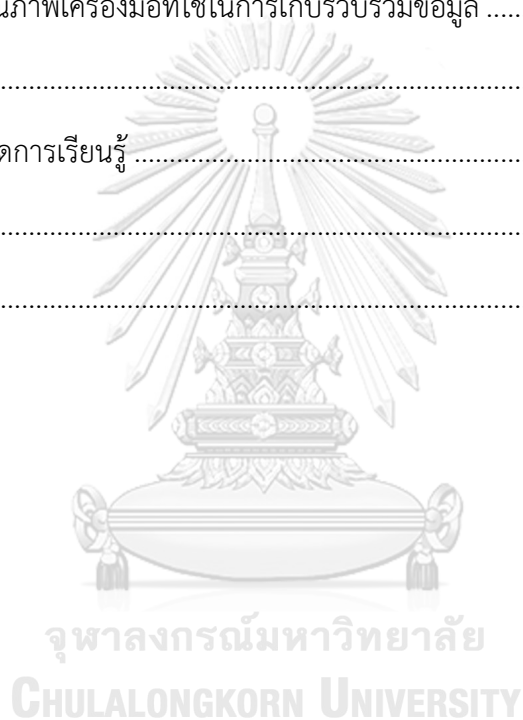 นภาพเครื่องมือที่ใช้ในการเก็บรวบรวมข้อมูล .....
................................................................................
ดการเรียนรู้ ................................................................
................................................................................
................................................................................
จุฬาลงกรณ์มหาวิทยาลัย
CHULALONGKORN UNIVERSITY